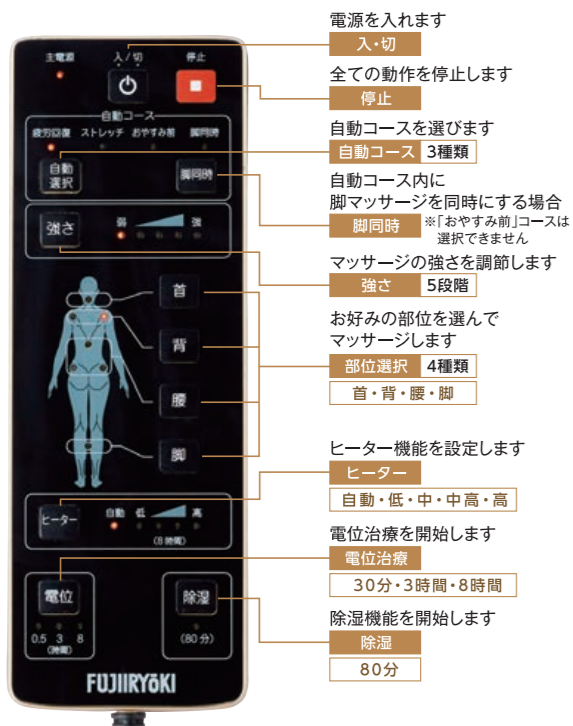 主電源
入/切
停止
自動コース
疲労回復 ストレッチ おやすみ前 脚同時
自動
選択
脚同時
強さ
弱 強
首
背
腰
脚
ヒーター
自動 低 高
(8時間)
電位
0.5 3 8
(時間)
除湿
(80分)
FUJIIRYōKI
電源を入れます
入・切
全ての動作を停止します
停止
自動コースを選びます
自動コース 3種類
自動コース内に
脚マッサージを同時にする場合
脚同時 ※「おやすみ前」コースは
選択できません
マッサージの強さを調節します
強さ 5段階
お好みの部位を選んで
マッサージします
部位選択 4種類
首・背・腰・脚
ヒーター機能を設定します
ヒーター
自動・低・中・中高・高
電位治療を開始します
電位治療
30分・3時間・8時間
除湿機能を開始します
除湿
80分